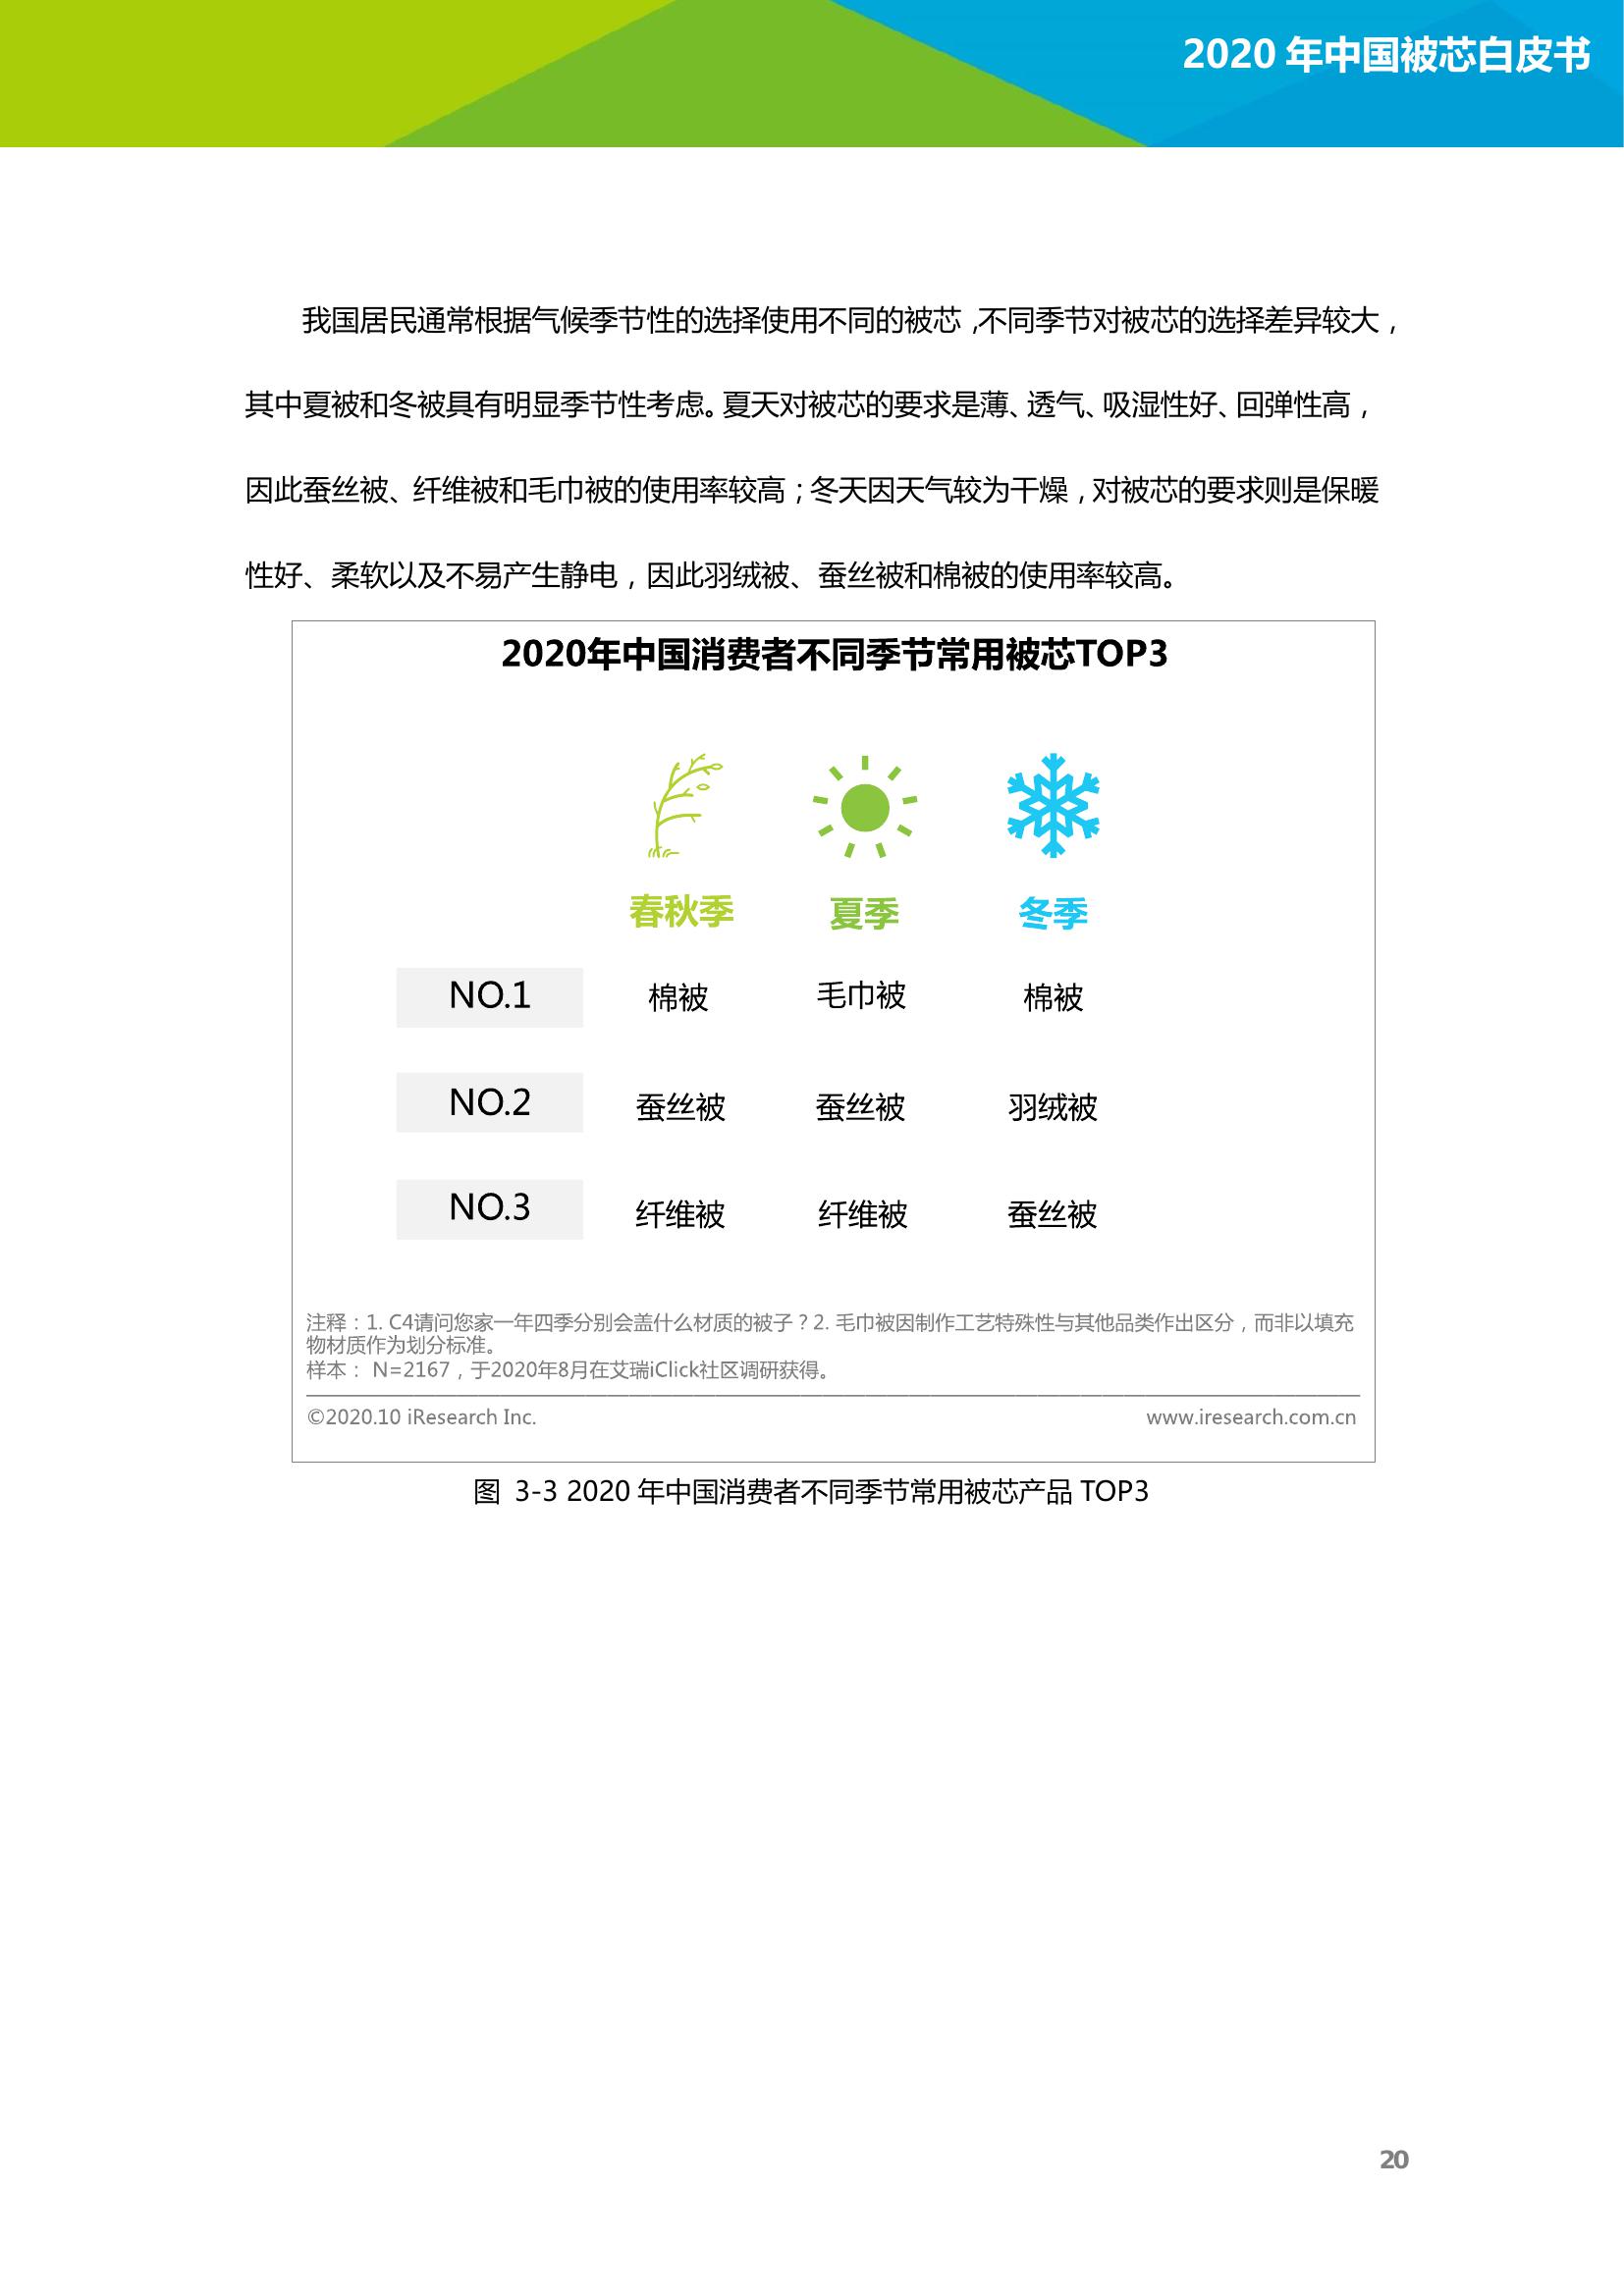 2020 年中国被芯白皮书
我国居民通常根据气候季节性的选择使用不同的被芯，不同季节对被芯的选择差异较大，
其中夏被和冬被具有明显季节性考虑。夏天对被芯的要求是薄、透气、吸湿性好、回弹性高，
因此蚕丝被、纤维被和毛巾被的使用率较高；冬天因天气较为干燥，对被芯的要求则是保暖
性好、柔软以及不易产生静电，因此羽绒被、蚕丝被和棉被的使用率较高。
2020年中国消费者不同季节常用被芯TOP3
春秋季 夏季 冬季
NO.1 棉被 毛巾被 棉被
NO.2 蚕丝被 蚕丝被 羽绒被
NO.3 纤维被 纤维被 蚕丝被
注释：1. C4请问您家一年四季分别会盖什么材质的被子？2. 毛巾被因制作工艺特殊性与其他品类作出区分，而非以填充
物材质作为划分标准。
样本： N=2167，于2020年8月在艾瑞iClick社区调研获得。
©2020.10 iResearch Inc. www.iresearch.com.cn
图 3-3 2020 年中国消费者不同季节常用被芯产品 TOP3
20